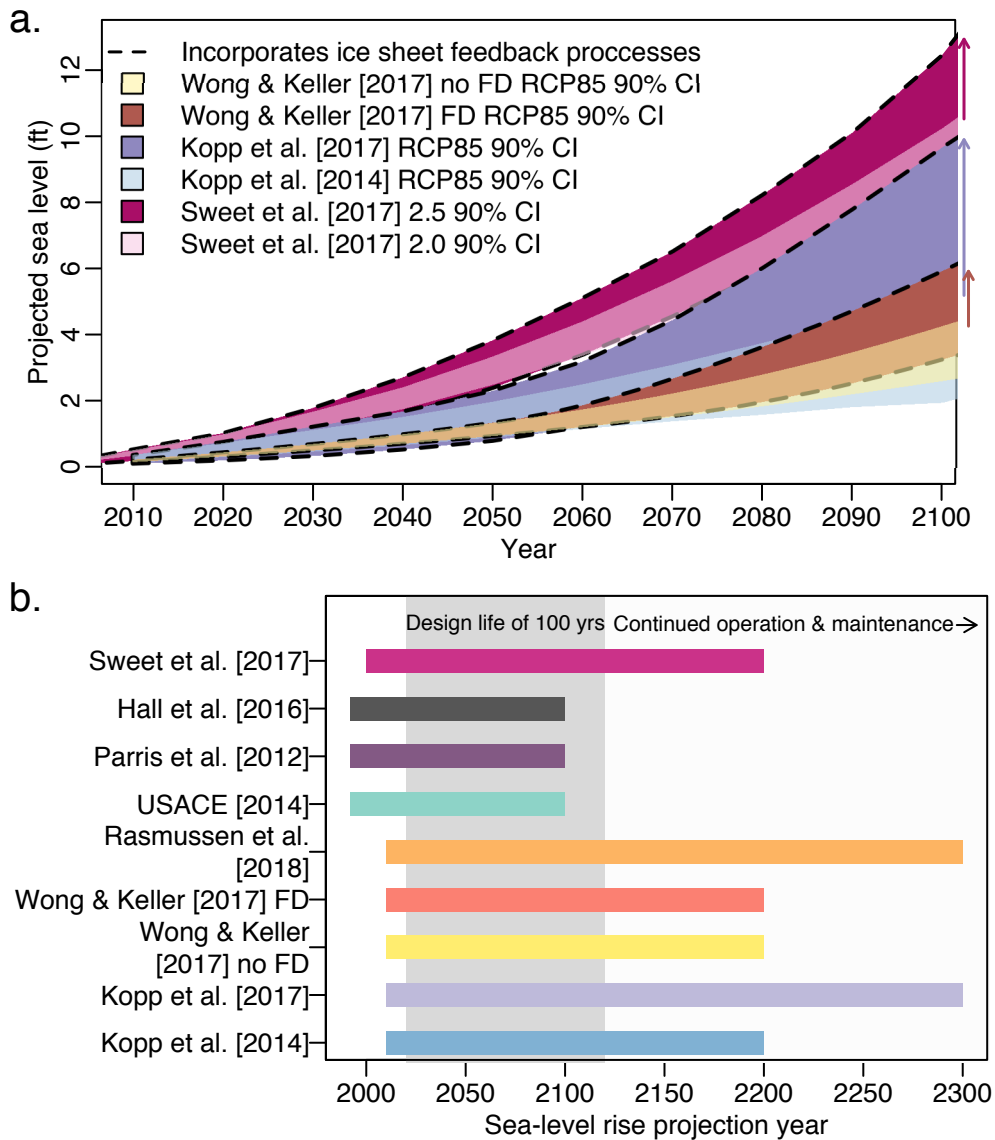 a.
Incorporates ice sheet feedback proccesses
Wong & Keller [2017] no FD RCP85 90% CI
Wong & Keller [2017] FD RCP85 90% CI
Kopp et al. [2017] RCP85 90% CI
Kopp et al. [2014] RCP85 90% CI
Sweet et al. [2017] 2.5 90% CI
Sweet et al. [2017] 2.0 90% CI
Projected sea level (ft)
12
10
8
6
4
2
0
2010 2020 2030 2040 2050 2060 2070 2080 2090 2100
Year
b.
Design life of 100 yrs
Continued operation & maintenance
Sweet et al. [2017]
Hall et al. [2016]
Parris et al. [2012]
USACE [2014]
Rasmussen et al.
[2018]
Wong & Keller [2017] FD
Wong & Keller
[2017] no FD
Kopp et al. [2017]
Kopp et al. [2014]
2000 2050 2100 2150 2200 2250 2300
Sea-level rise projection year